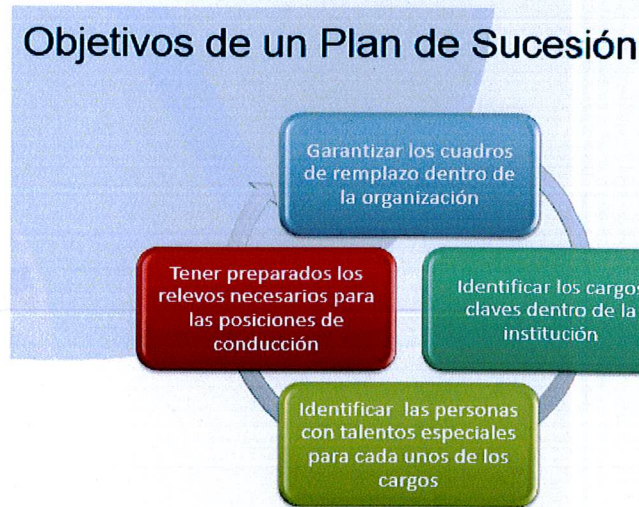 Objetivos de un Plan de Sucesión
Garantizar los cuadros
de remplazo dentro de
la organización
Identificar los cargos
claves dentro de la
institución
Identificar las personas
con talentos especiales
para cada unos de los
cargos
Tener preparados los
relevos necesarios para
las posiciones de
conducción